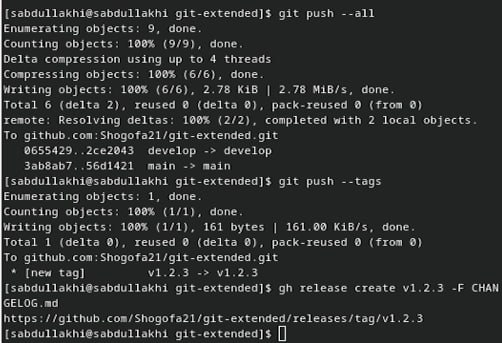 [sabdullakhi@sabdullakhi git-extended]$ git push --all
Enumerating objects: 9, done.
Counting objects: 100% (9/9), done.
Delta compression using up to 4 threads
Compressing objects: 100% (6/6), done.
Writing objects: 100% (6/6), 2.78 KiB | 2.78 MiB/s, done.
Total 6 (delta 2), reused 0 (delta 0), pack-reused 0 (from 0)
remote: Resolving deltas: 100% (2/2), completed with 2 local objects.
To github.com:Shogofa21/git-extended.git
   0655429..2ce2043  develop -> develop
   3ab8ab7..56d1421  main -> main
[sabdullakhi@sabdullakhi git-extended]$ git push --tags
Enumerating objects: 1, done.
Counting objects: 100% (1/1), done.
Writing objects: 100% (1/1), 161 bytes | 161.00 KiB/s, done.
Total 1 (delta 0), reused 0 (delta 0), pack-reused 0 (from 0)
To github.com:Shogofa21/git-extended.git
 * [new tag]         v1.2.3 -> v1.2.3
[sabdullakhi@sabdullakhi git-extended]$ gh release create v1.2.3 -F CHAN
GELOG.md
https://github.com/Shogofa21/git-extended/releases/tag/v1.2.3
[sabdullakhi@sabdullakhi git-extended]$